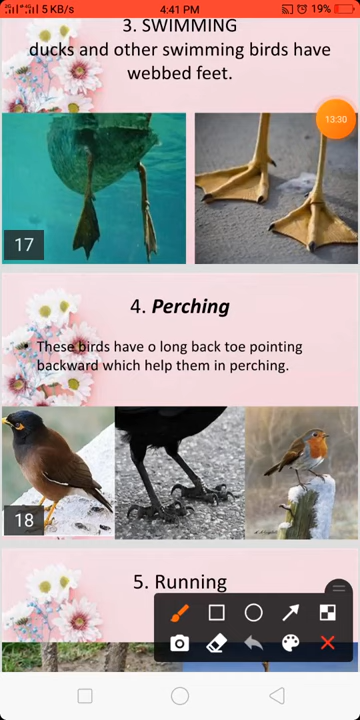 5 KB/s 4:41 PM 19%
3. SWIMMING
ducks and other swimming birds have
webbed feet.
13:30
17
4. Perching
• These birds have o long back toe pointing
backward which help them in perching.
18
5. Running